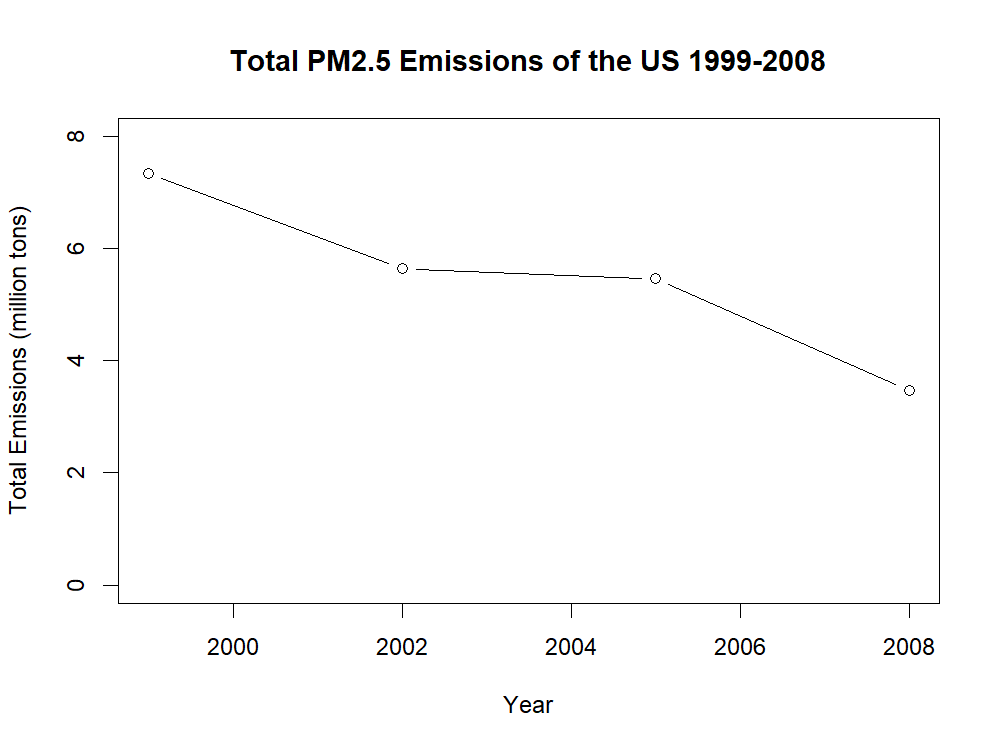 Total PM2.5 Emissions of the US 1999-2008
Total Emissions (million tons)
8
6
4
2
0
2000 2002 2004 2006 2008
Year